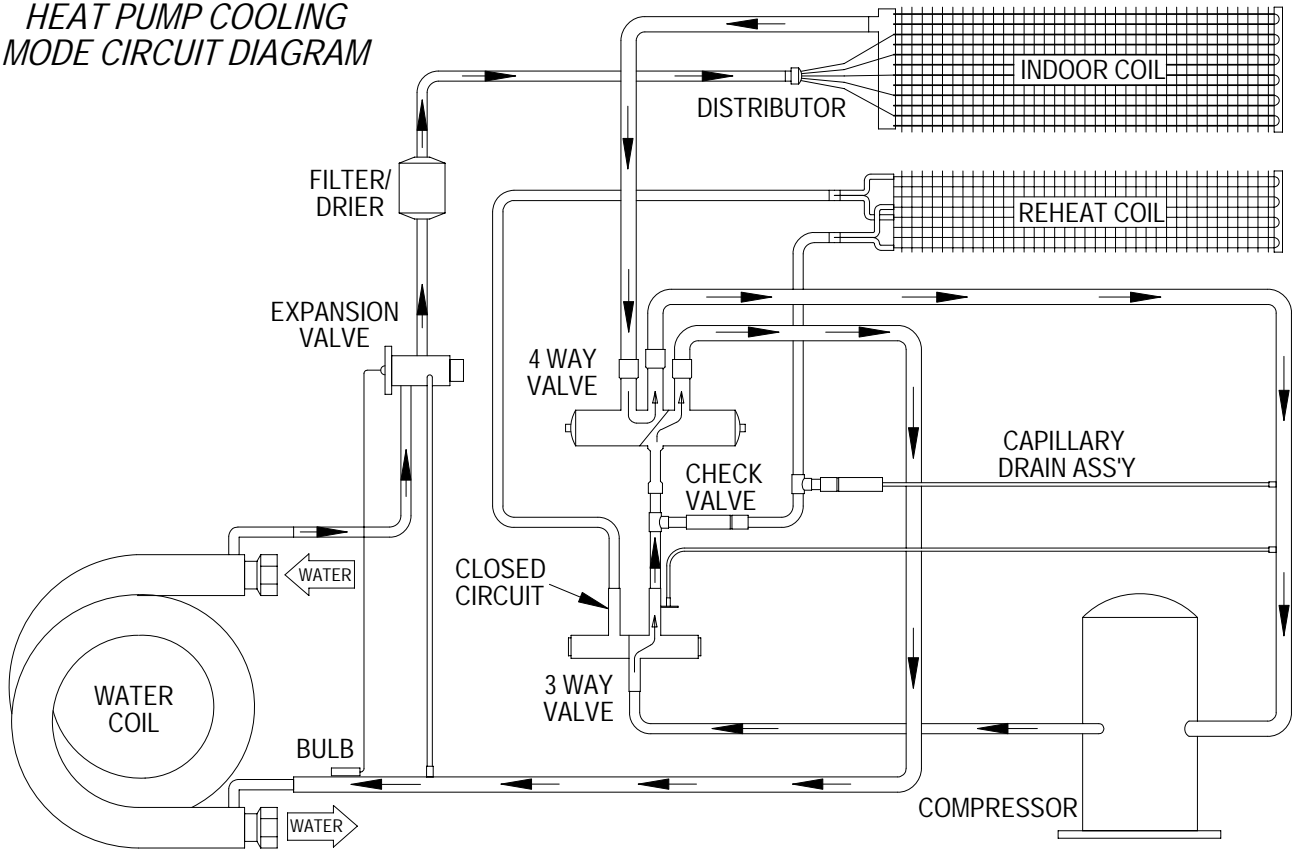 HEAT PUMP COOLING
MODE CIRCUIT DIAGRAM
INDOOR COIL
DISTRIBUTOR
FILTER/
DRIER
REHEAT COIL
EXPANSION
VALVE
4 WAY
VALVE
CAPILLARY
DRAIN ASS'Y
CHECK
VALVE
CLOSED
CIRCUIT
WATER
WATER
COIL
3 WAY
VALVE
BULB
COMPRESSOR
WATER